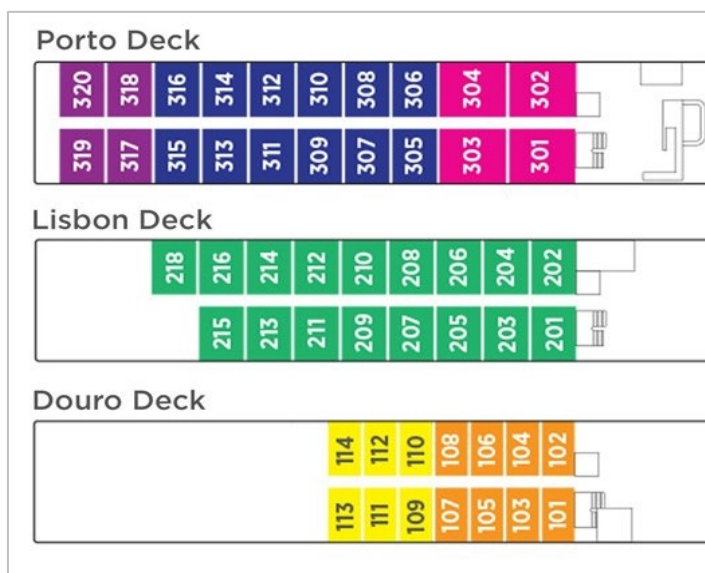 Porto Deck
320 318 316 314 312 310 308 306 304 302
319 317 315 313 311 309 307 305 303 301
Lisbon Deck
218 216 214 212 210 208 206 204 202
215 213 211 209 207 205 203 201
Douro Deck
114 112 110 108 106 104 102
113 111 109 107 105 103 101